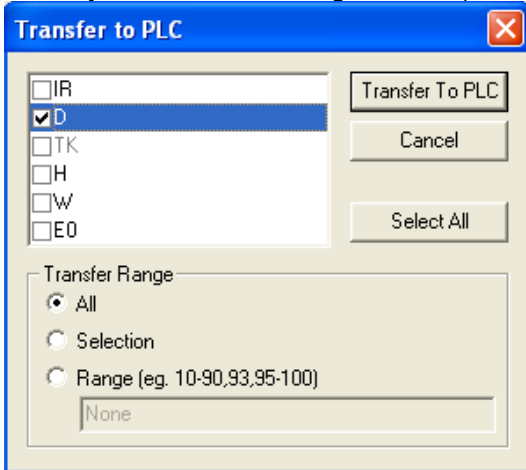 Transfer to PLC
IR
D
TK
H
W
E0
Transfer To PLC
Cancel
Select All
Transfer Range
All
Selection
Range (eg. 10-90,93,95-100)
None